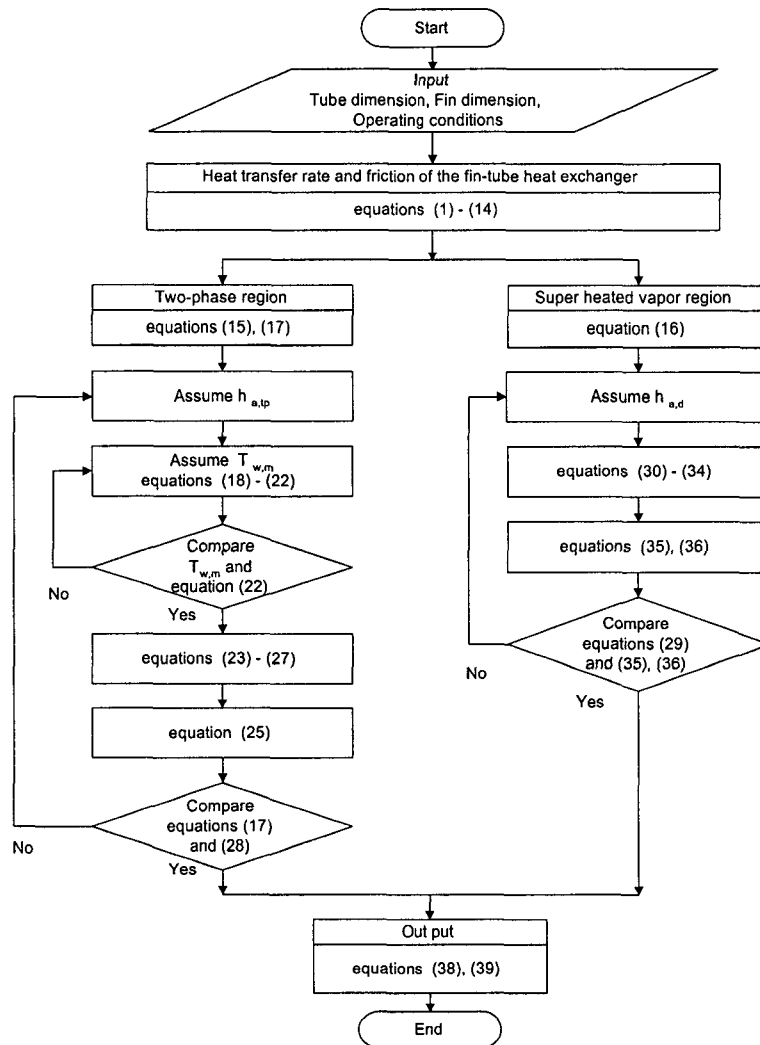 Start
Input
Tube dimension, Fin dimension,
Operating conditions
Heat transfer rate and friction of the fin-tube heat exchanger
equations (1) - (14)
Two-phase region
equations (15), (17)
Assume h a,tp
Assume T w,m
equations (18) - (22)
Compare
T w,m and
equation (22)
No
Yes
equations (23) - (27)
equation (25)
Compare
equations (17)
and (28)
No
Yes
Super heated vapor region
equation (16)
Assume h a,d
equations (30) - (34)
equations (35), (36)
Compare
equations (29)
and (35), (36)
No
Yes
Out put
equations (38), (39)
End